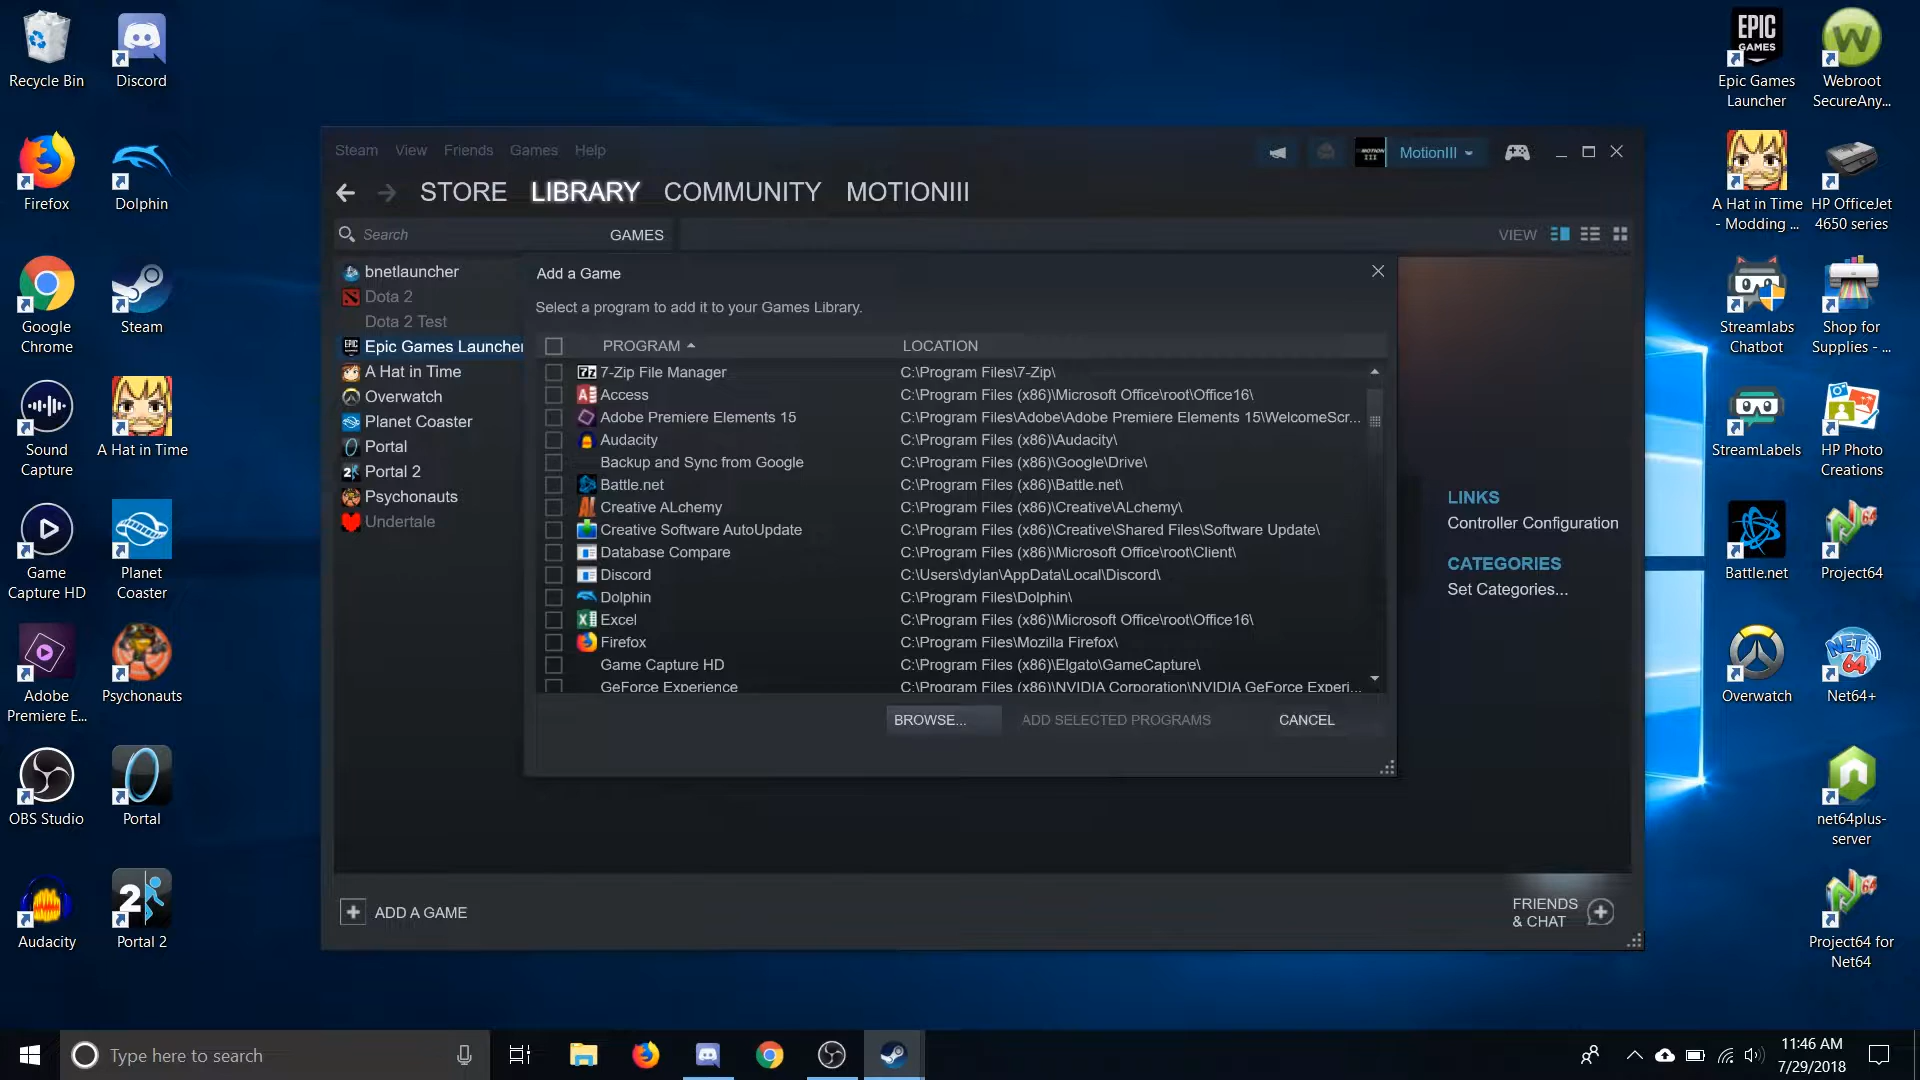 Recycle Bin
Discord
Firefox
Dolphin
Google
Chrome
Steam
Sound
Capture
A Hat in Time
Game
Capture HD
Planet
Coaster
Adobe
Premiere E...
Psychonauts
OBS Studio
Portal
Audacity
Portal 2
Steam View Friends Games Help
MotionIII
STORE LIBRARY COMMUNITY MOTIONIII
Search
GAMES
VIEW
bnetlauncher
Dota 2
Dota 2 Test
Epic Games Launcher
A Hat in Time
Overwatch
Planet Coaster
Portal
Portal 2
Psychonauts
Undertale
Add a Game
Select a program to add it to your Games Library.
PROGRAM LOCATION
7-Zip File Manager C:\Program Files\7-Zip\
Access C:\Program Files (x86)\Microsoft Office\root\Office16\
Adobe Premiere Elements 15 C:\Program Files\Adobe\Adobe Premiere Elements 15\WelcomeScr...
Audacity C:\Program Files (x86)\Audacity\
Backup and Sync from Google C:\Program Files (x86)\Google\Drive\
Battle.net C:\Program Files (x86)\Battle.net\
Creative ALchemy C:\Program Files (x86)\Creative\ALchemy\
Creative Software AutoUpdate C:\Program Files (x86)\Creative\Shared Files\Software Update\
Database Compare C:\Program Files (x86)\Microsoft Office\root\Client\
Discord C:\Users\dylan\AppData\Local\Discord\
Dolphin C:\Program Files\Dolphin\
Excel C:\Program Files (x86)\Microsoft Office\root\Office16\
Firefox C:\Program Files\Mozilla Firefox\
Game Capture HD C:\Program Files (x86)\Elgato\GameCapture\
GeForce Experience C:\Program Files (x86)\NVIDIA Corporation\NVIDIA GeForce Experi...
BROWSE... ADD SELECTED PROGRAMS CANCEL
LINKS
Controller Configuration
CATEGORIES
Set Categories...
ADD A GAME
FRIENDS
& CHAT
EPIC
GAMES
Epic Games
Launcher
Webroot
SecureAny...
A Hat in Time
- Modding ...
HP OfficeJet
4650 series
Streamlabs
Chatbot
Shop for
Supplies - ...
StreamLabels
HP Photo
Creations
Battle.net
Project64
Overwatch
NET
64
Net64+
net64plus-
server
Project64 for
Net64
Type here to search
11:46 AM
7/29/2018